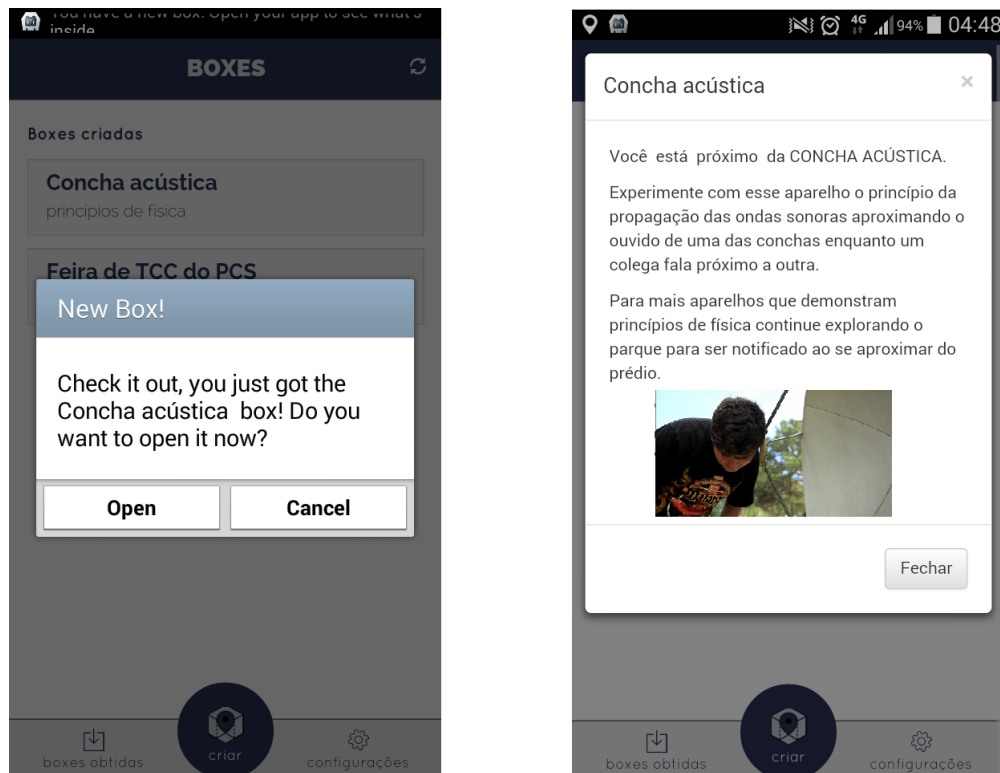 You have a new box! Open your app to see what's
inside
BOXES
Boxes criadas
Concha acústica
principios de fisica
Feira de TCC do PCS
New Box!
Check it out, you just got the
Concha acústica box! Do you
want to open it now?
Open
Cancel
boxes obtidas
criar
configurações
4G
94%
04:48
Concha acústica
×
Você está próximo da CONCHA ACÚSTICA.
Experimente com esse aparelho o princípio da
propagação das ondas sonoras aproximando o
ouvido de uma das conchas enquanto um
colega fala próximo a outra.
Para mais aparelhos que demonstram
princípios de física continue explorando o
parque para ser notificado ao se aproximar do
prédio.
Fechar
boxes obtidas
criar
configurações